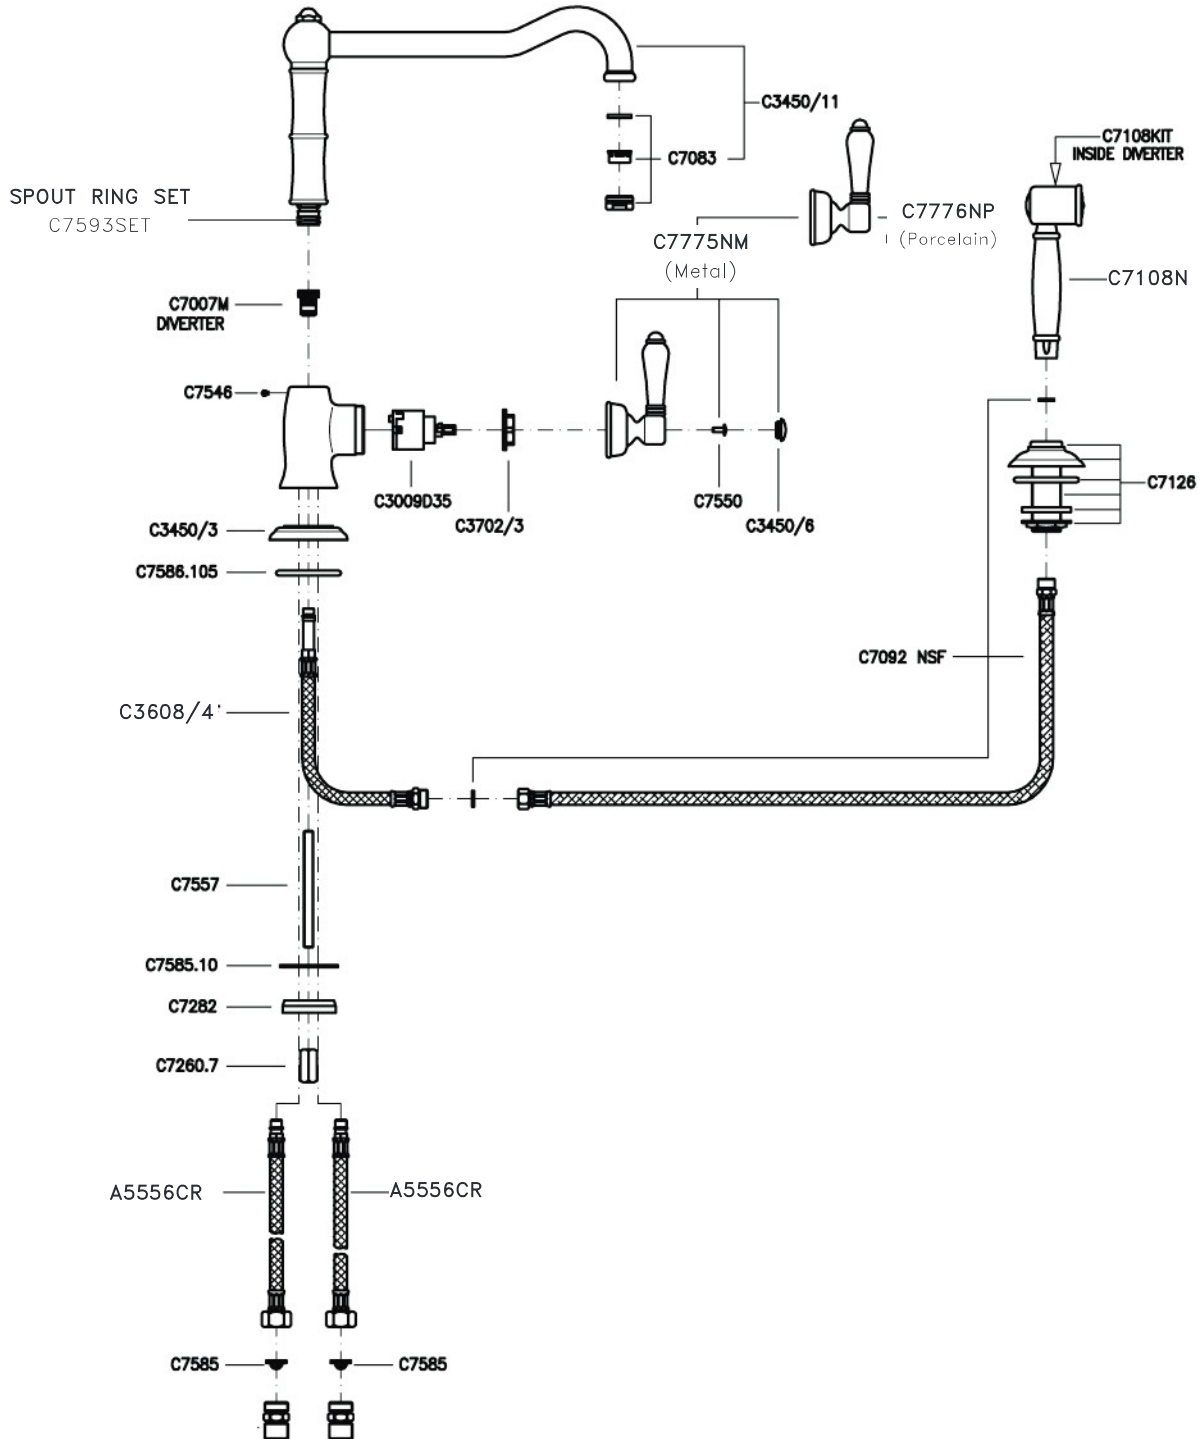 C3450/11
C7083
C7108KIT
INSIDE DIVERTER
SPOUT RING SET
C7593SET
C7775NM
(Metal)
C7776NP
(Porcelain)
C7108N
C7007M
DIVERTER
C7546
C3009D35
C3702/3
C7550
C3450/6
C7126
C3450/3
C7586.105
C7092 NSF
C3608/4'
C7557
C7585.10
C7282
C7260.7
A5556CR
A5556CR
C7585
C7585